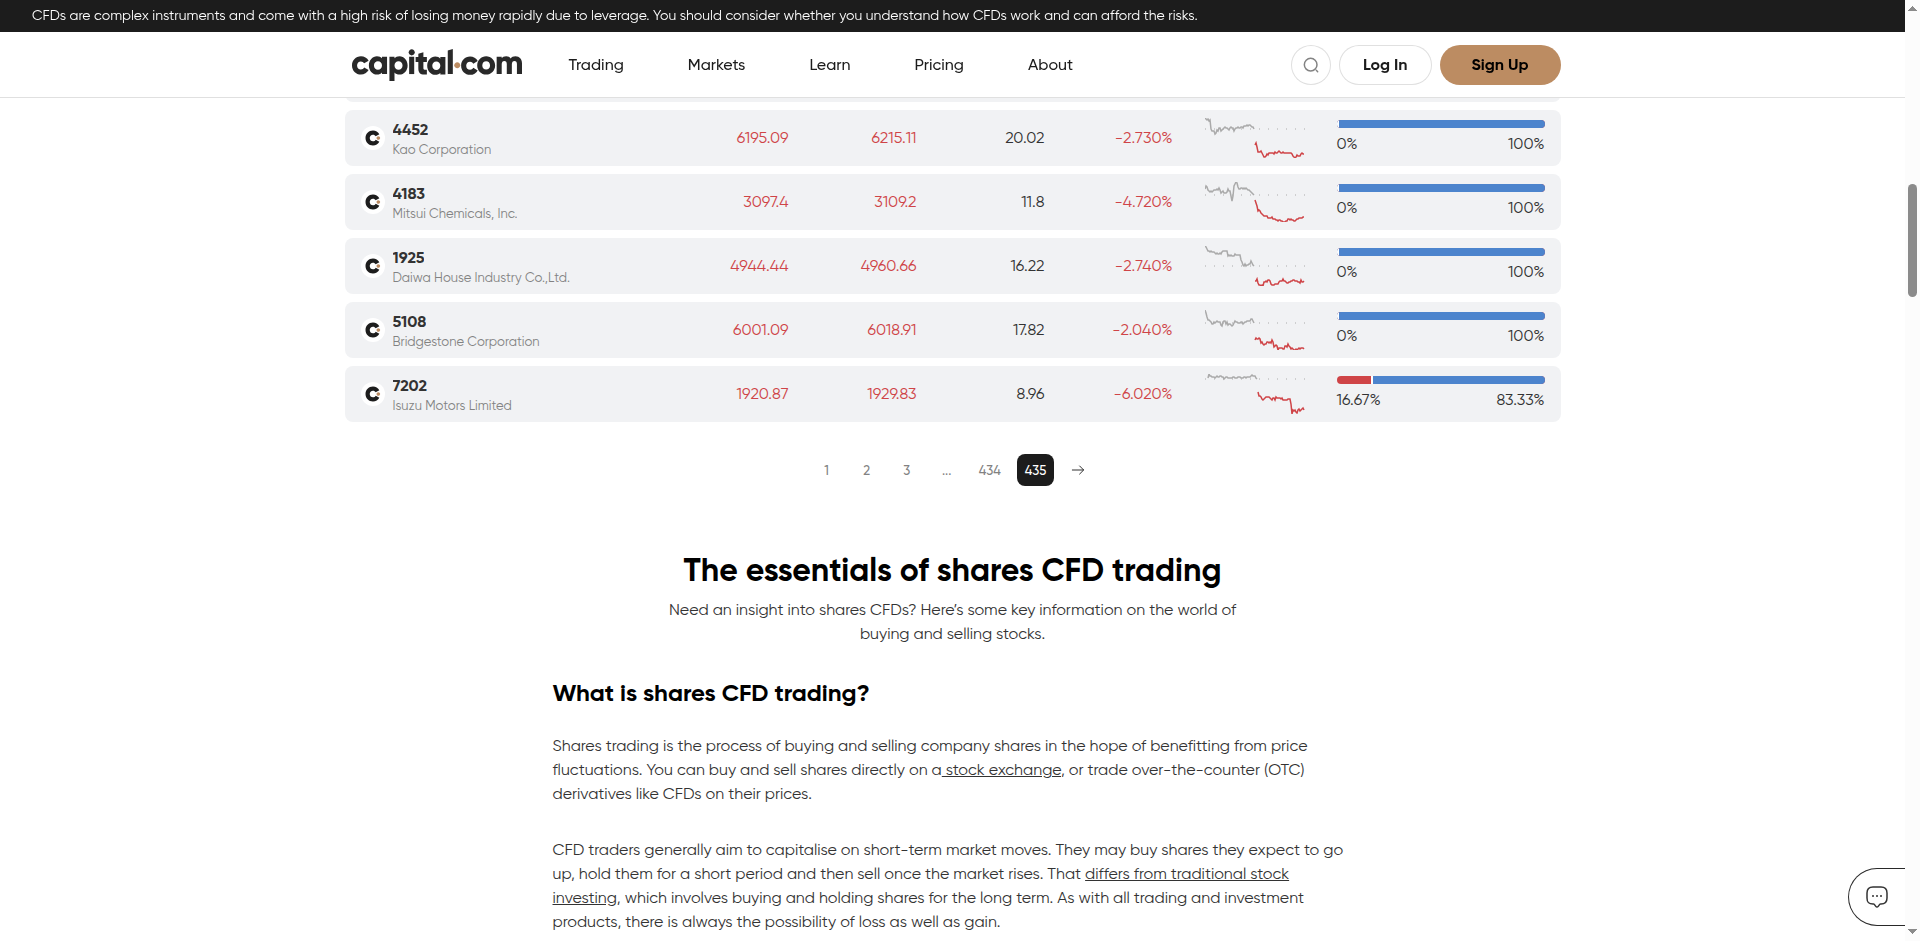 CFDs are complex instruments and come with a high risk of losing money rapidly due to leverage. You should consider whether you understand how CFDs work and can afford the risks.
capital.com Trading Markets Learn Pricing About Log In Sign Up
4452
Kao Corporation
6195.09 6215.11 20.02 -2.730%
0% 100%
4183
Mitsui Chemicals, Inc.
3097.4 3109.2 11.8 -4.720%
0% 100%
1925
Daiwa House Industry Co.,Ltd.
4944.44 4960.66 16.22 -2.740%
0% 100%
5108
Bridgestone Corporation
6001.09 6018.91 17.82 -2.040%
0% 100%
7202
Isuzu Motors Limited
1920.87 1929.83 8.96 -6.020%
16.67% 83.33%
1 2 3 ... 434 435
The essentials of shares CFD trading
Need an insight into shares CFDs? Here's some key information on the world of
buying and selling stocks.
What is shares CFD trading?
Shares trading is the process of buying and selling company shares in the hope of benefitting from price
fluctuations. You can buy and sell shares directly on a stock exchange, or trade over-the-counter (OTC)
derivatives like CFDs on their prices.
CFD traders generally aim to capitalise on short-term market moves. They may buy shares they expect to go
up, hold them for a short period and then sell once the market rises. That differs from traditional stock
investing, which involves buying and holding shares for the long term. As with all trading and investment
products, there is always the possibility of loss as well as gain.